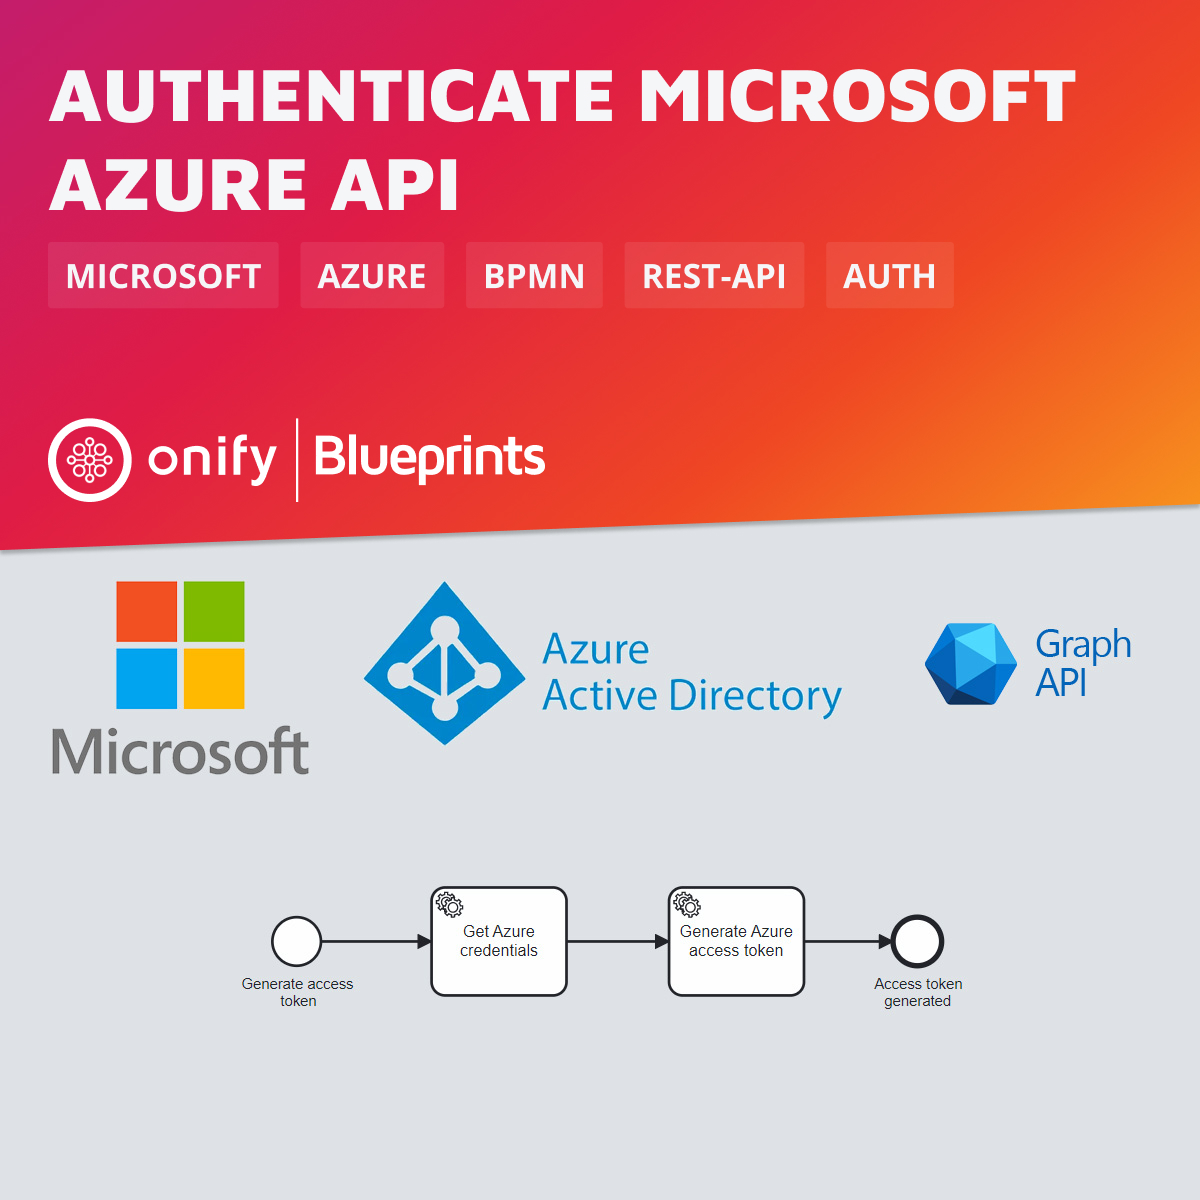 AUTHENTICATE MICROSOFT
AZURE API
MICROSOFT AZURE BPMN REST-API AUTH
onify Blueprints
Microsoft
Azure
Active Directory
Graph
API
Generate access
token
Get Azure
credentials
Generate Azure
access token
Access token
generated